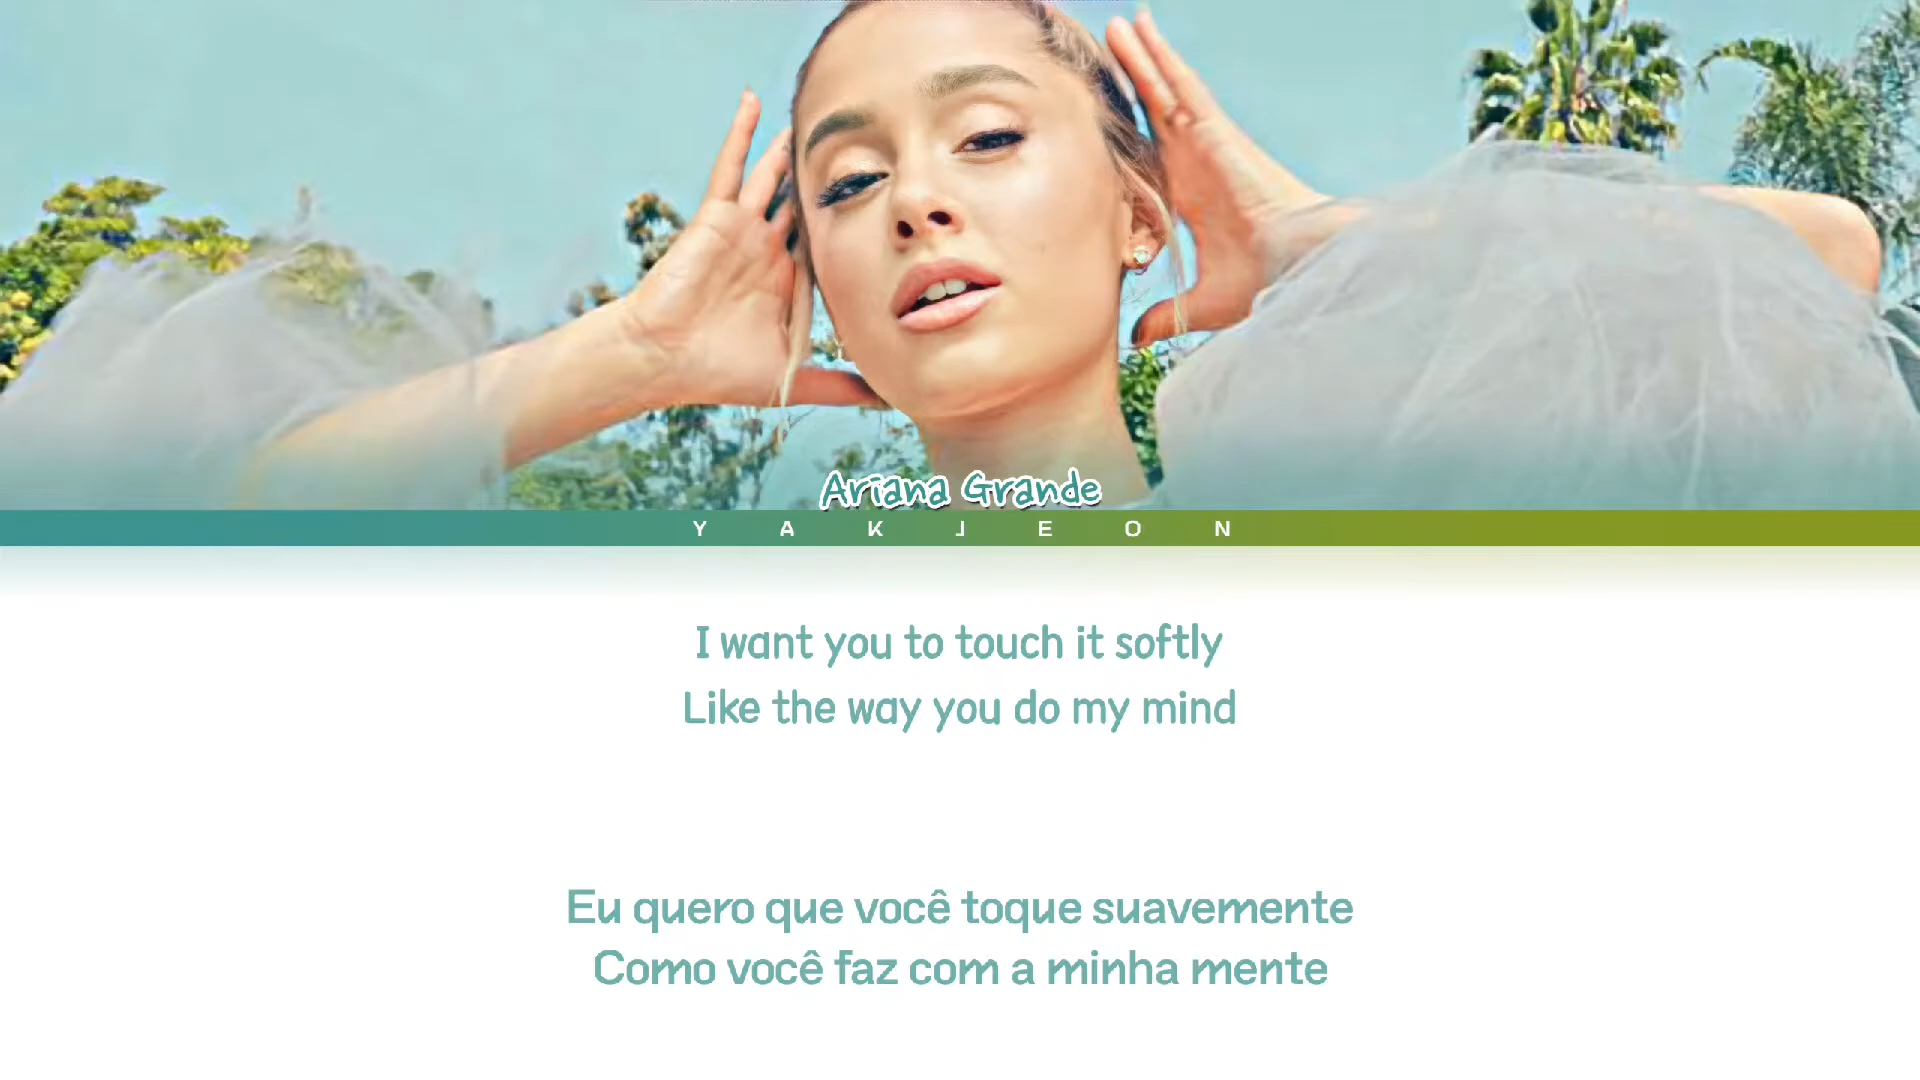 Ariana Grande
YAKJEON
I want you to touch it softly
Like the way you do my mind
Eu quero que você toque suavemente
Como você faz com a minha mente